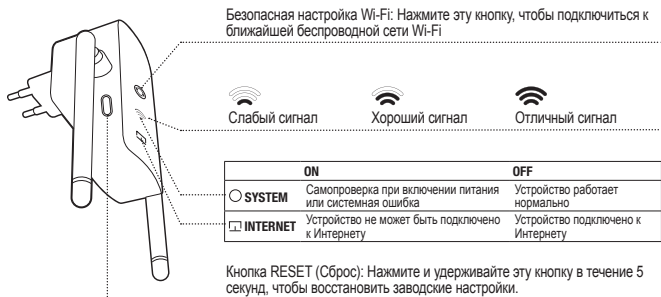 Безопасная настройка Wi-Fi: Нажмите эту кнопку, чтобы подключиться к
ближайшей беспроводной сети Wi-Fi
Слабый сигнал Хороший сигнал Отличный сигнал
ON OFF
SYSTEM Самопроверка при включении питания Устройство работает
или системная ошибка нормально
INTERNET Устройство не может быть подключено Устройство подключено к
к Интернету Интернету
Кнопка RESET (Сброс): Нажмите и удерживайте эту кнопку в течение 5
секунд, чтобы восстановить заводские настройки.